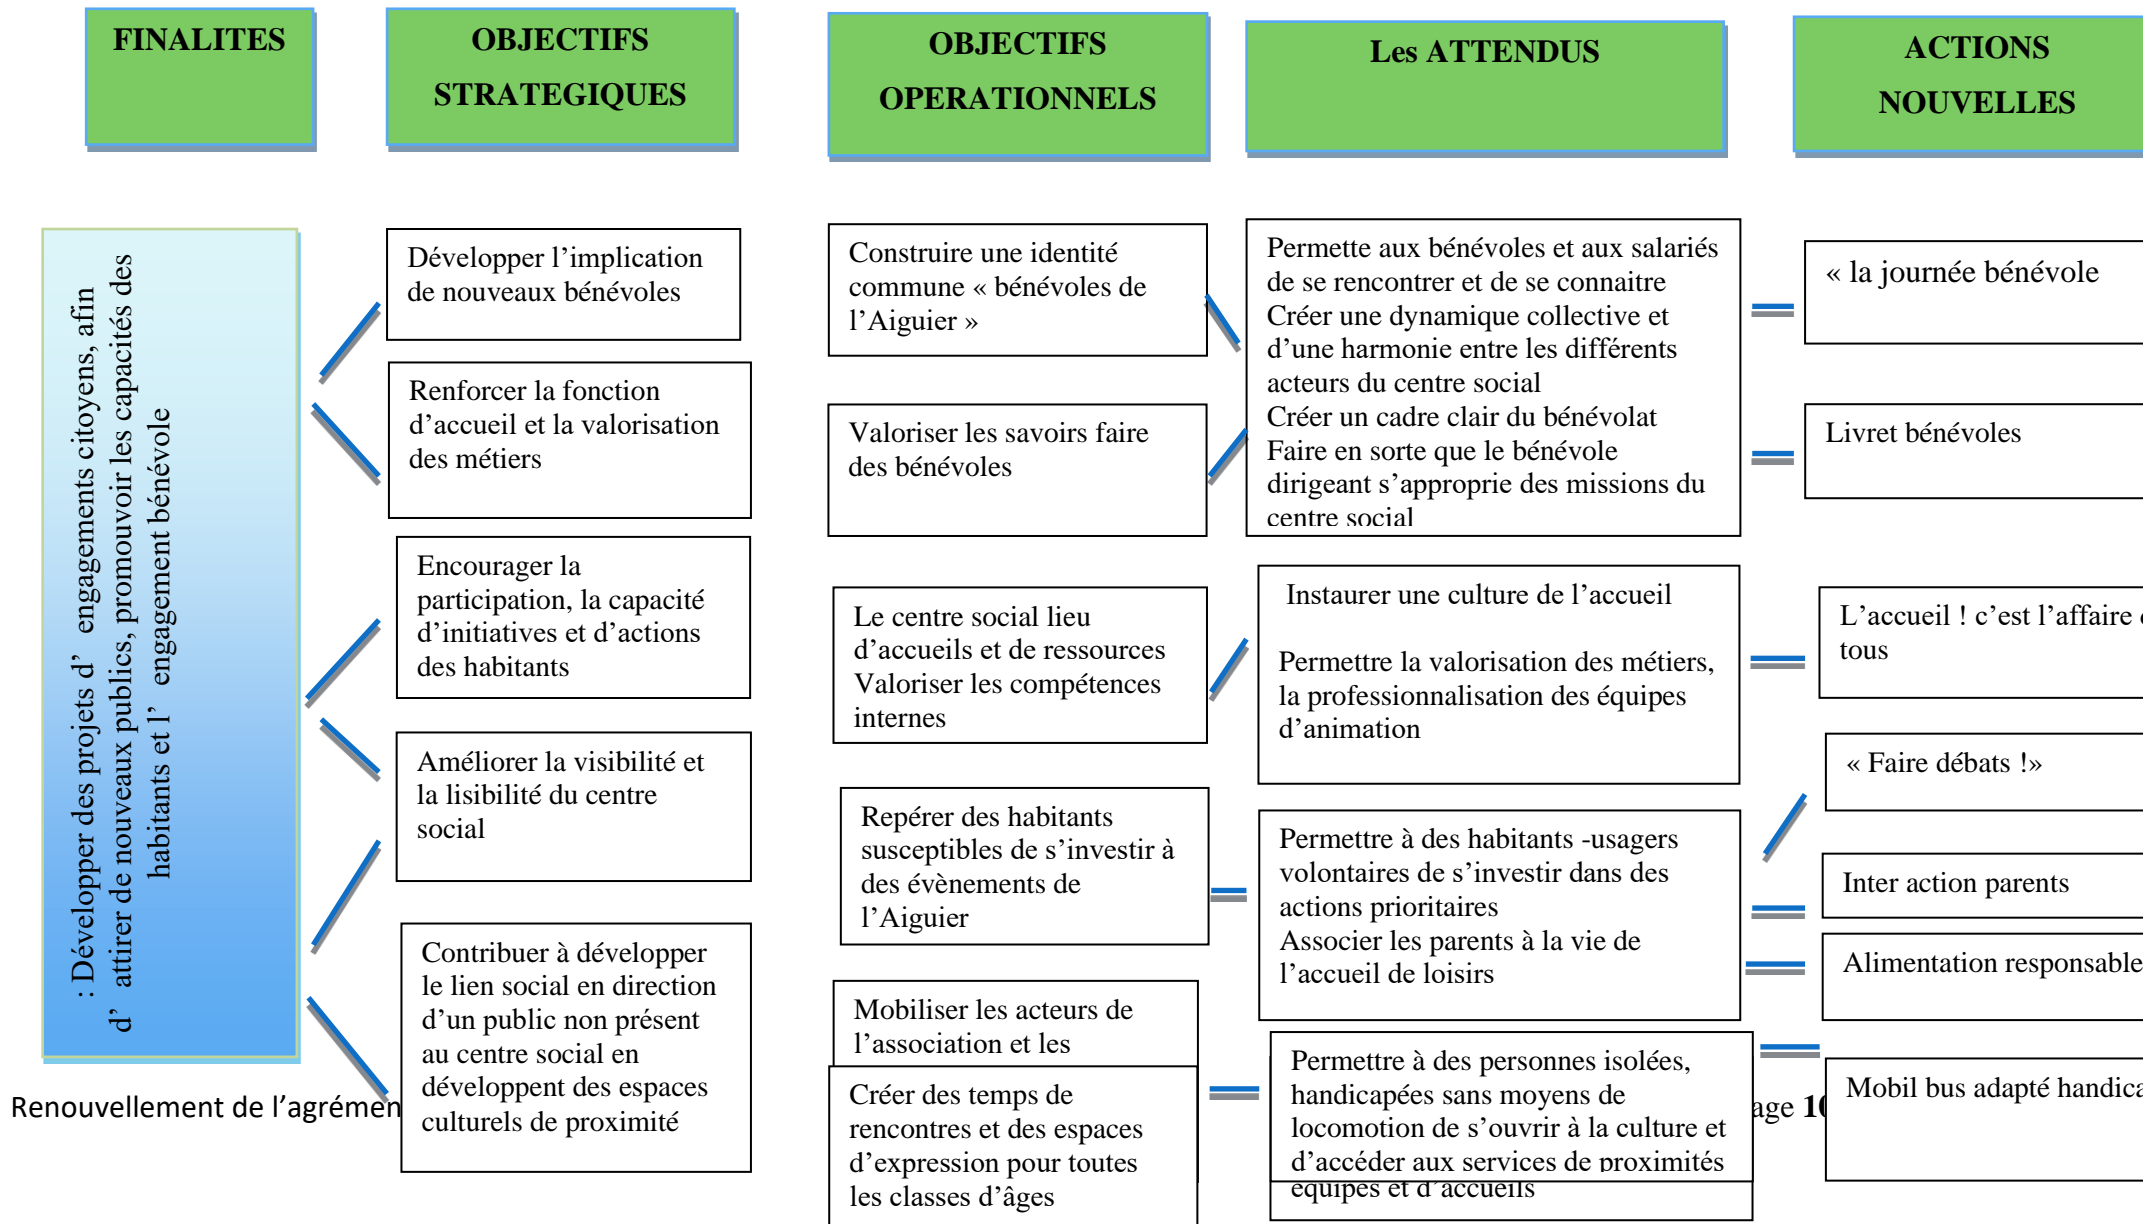 FINALITES
OBJECTIFS
STRATEGIQUES
OBJECTIFS
OPERATIONNELS
Les ATTENDUS
ACTIONS
NOUVELLES
: Développer des projets d’ engagements citoyens, afin
d’ attirer de nouveaux publics, promouvoir les capacités des
habitants et l’ engagement bénévole
Développer l’implication
de nouveaux bénévoles
Renforcer la fonction
d’accueil et la valorisation
des métiers
Encourager la
participation, la capacité
d’initiatives et d’actions
des habitants
Améliorer la visibilité et
la lisibilité du centre
social
Contribuer à développer
le lien social en direction
d’un public non présent
au centre social en
développent des espaces
culturels de proximité
Construire une identité
commune « bénévoles de
l’Aiguier »
Valoriser les savoirs faire
des bénévoles
Le centre social lieu
d’accueils et de ressources
Valoriser les compétences
internes
Repérer des habitants
susceptibles de s’investir à
des évènements de
l’Aiguier
Mobiliser les acteurs de
l’association et les
Créer des temps de
rencontres et des espaces
d’expression pour toutes
les classes d’âges
Permette aux bénévoles et aux salariés
de se rencontrer et de se connaitre
Créer une dynamique collective et
d’une harmonie entre les différents
acteurs du centre social
Créer un cadre clair du bénévolat
Faire en sorte que le bénévole
dirigeant s’approprie des missions du
centre social
Instaurer une culture de l’accueil
Permettre la valorisation des métiers,
la professionnalisation des équipes
d’animation
Permettre à des habitants -usagers
volontaires de s’investir dans des
actions prioritaires
Associer les parents à la vie de
l’accueil de loisirs
Permettre à des personnes isolées,
handicapées sans moyens de
locomotion de s’ouvrir à la culture et
d’accéder aux services de proximités
équipes et d’accueils
« la journée bénévole
Livret bénévoles
L’accueil ! c’est l’affaire
tous
« Faire débats !»
Inter action parents
Alimentation responsable
Mobil bus adapté handica
Renouvellement de l’agrémen
age 10